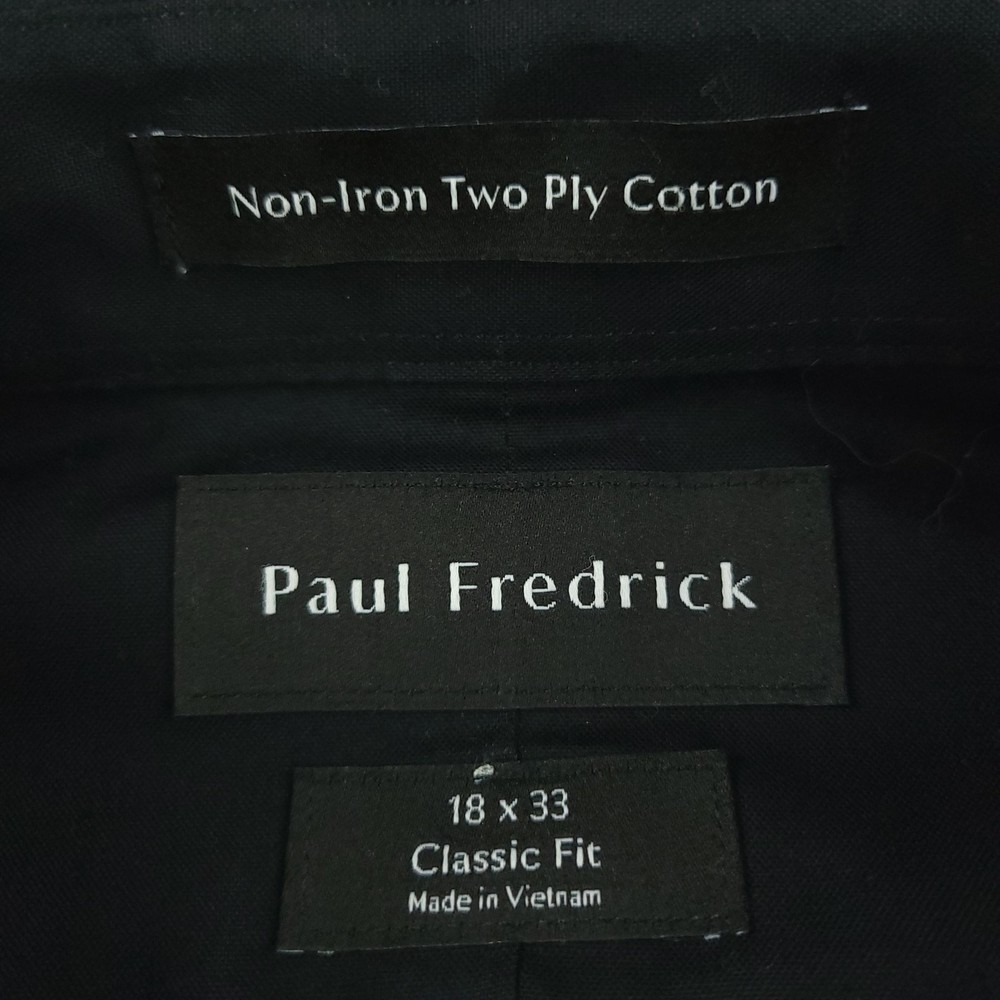 Non-Iron Two Ply Cotton
Paul Fredrick
18 x 33
Classic Fit
Made in Vietnam